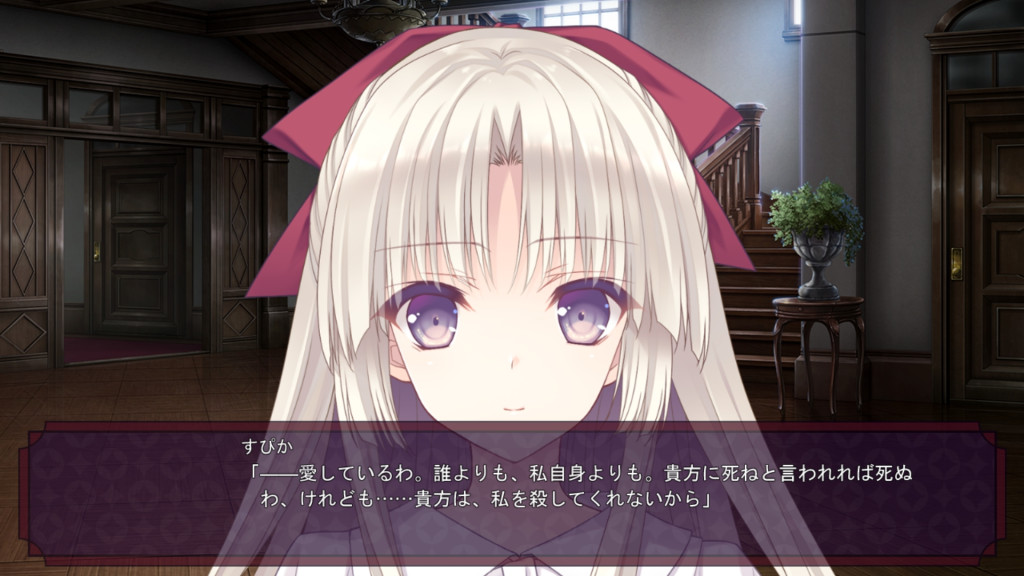 すぴか
「――愛しているわ。誰よりも、私自身よりも。貴方に死ねと言われれば死ぬ
わ、けれども……貴方は、私を殺してくれないから」